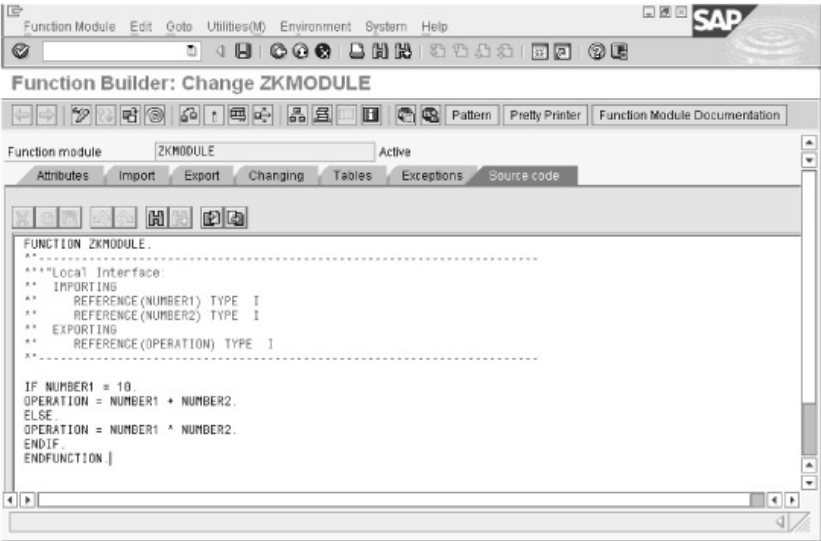 Function Module Edit Goto Utilities(M) Environment System Help
SAP
Function Builder: Change ZKMODULE
Pattern Pretty Printer Function Module Documentation
Function module ZKMODULE Active
Attributes Import Export Changing Tables Exceptions Source code
FUNCTION ZKMODULE.
*"----------------------------------------------------------------------
*"*"Local Interface:
*" IMPORTING
*" REFERENCE(NUMBER1) TYPE I
*" REFERENCE(NUMBER2) TYPE I
*" EXPORTING
*" REFERENCE(OPERATION) TYPE I
*"----------------------------------------------------------------------
IF NUMBER1 = 10.
OPERATION = NUMBER1 + NUMBER2.
ELSE.
OPERATION = NUMBER1 * NUMBER2.
ENDIF.
ENDFUNCTION.